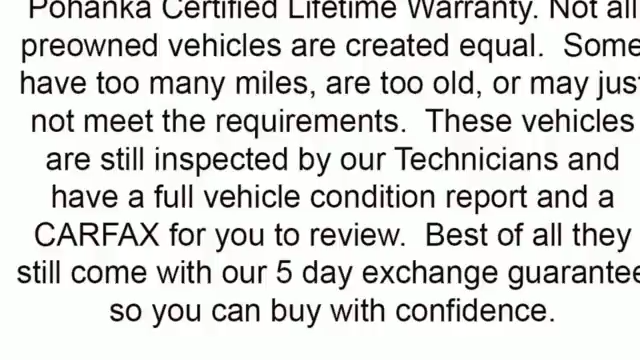 Pohanka Certified Lifetime Warranty. Not all
preowned vehicles are created equal.  Some
have too many miles, are too old, or may just
not meet the requirements.  These vehicles
are still inspected by our Technicians and
have a full vehicle condition report and a
CARFAX for you to review.  Best of all they
still come with our 5 day exchange guarantee
so you can buy with confidence.